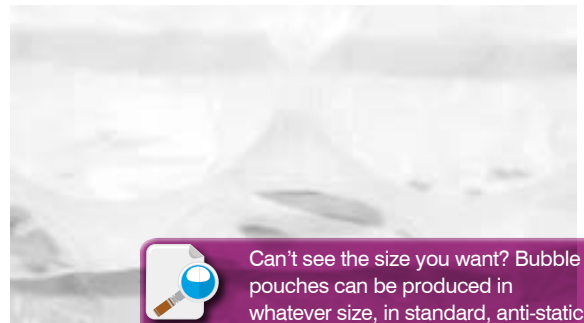 Can’t see the size you want? Bubble
pouches can be produced in
whatever size, in standard, anti-static